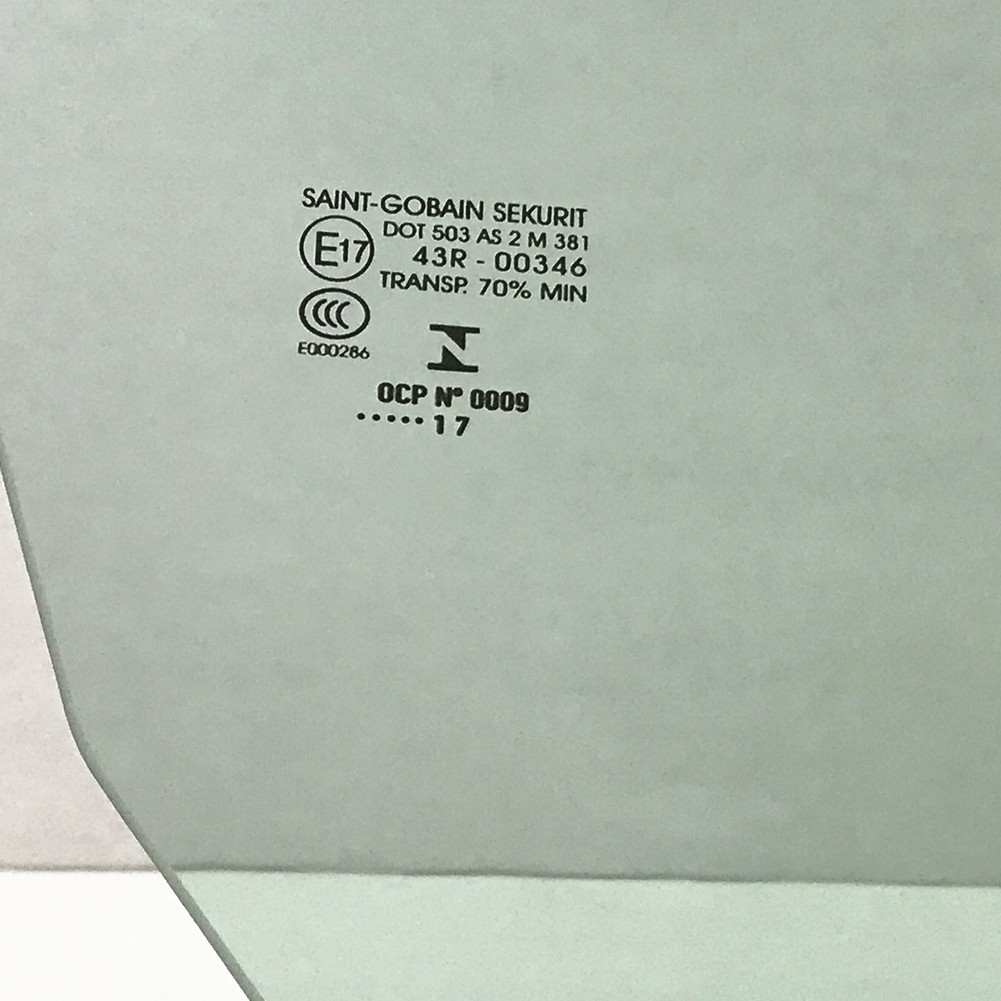 SAINT-GOBAIN SEKURIT
DOT 503 AS 2 M 381
E17
43R - 00346
TRANSP. 70% MIN
CCC
E000286
OCP Nº 0009
•••••17